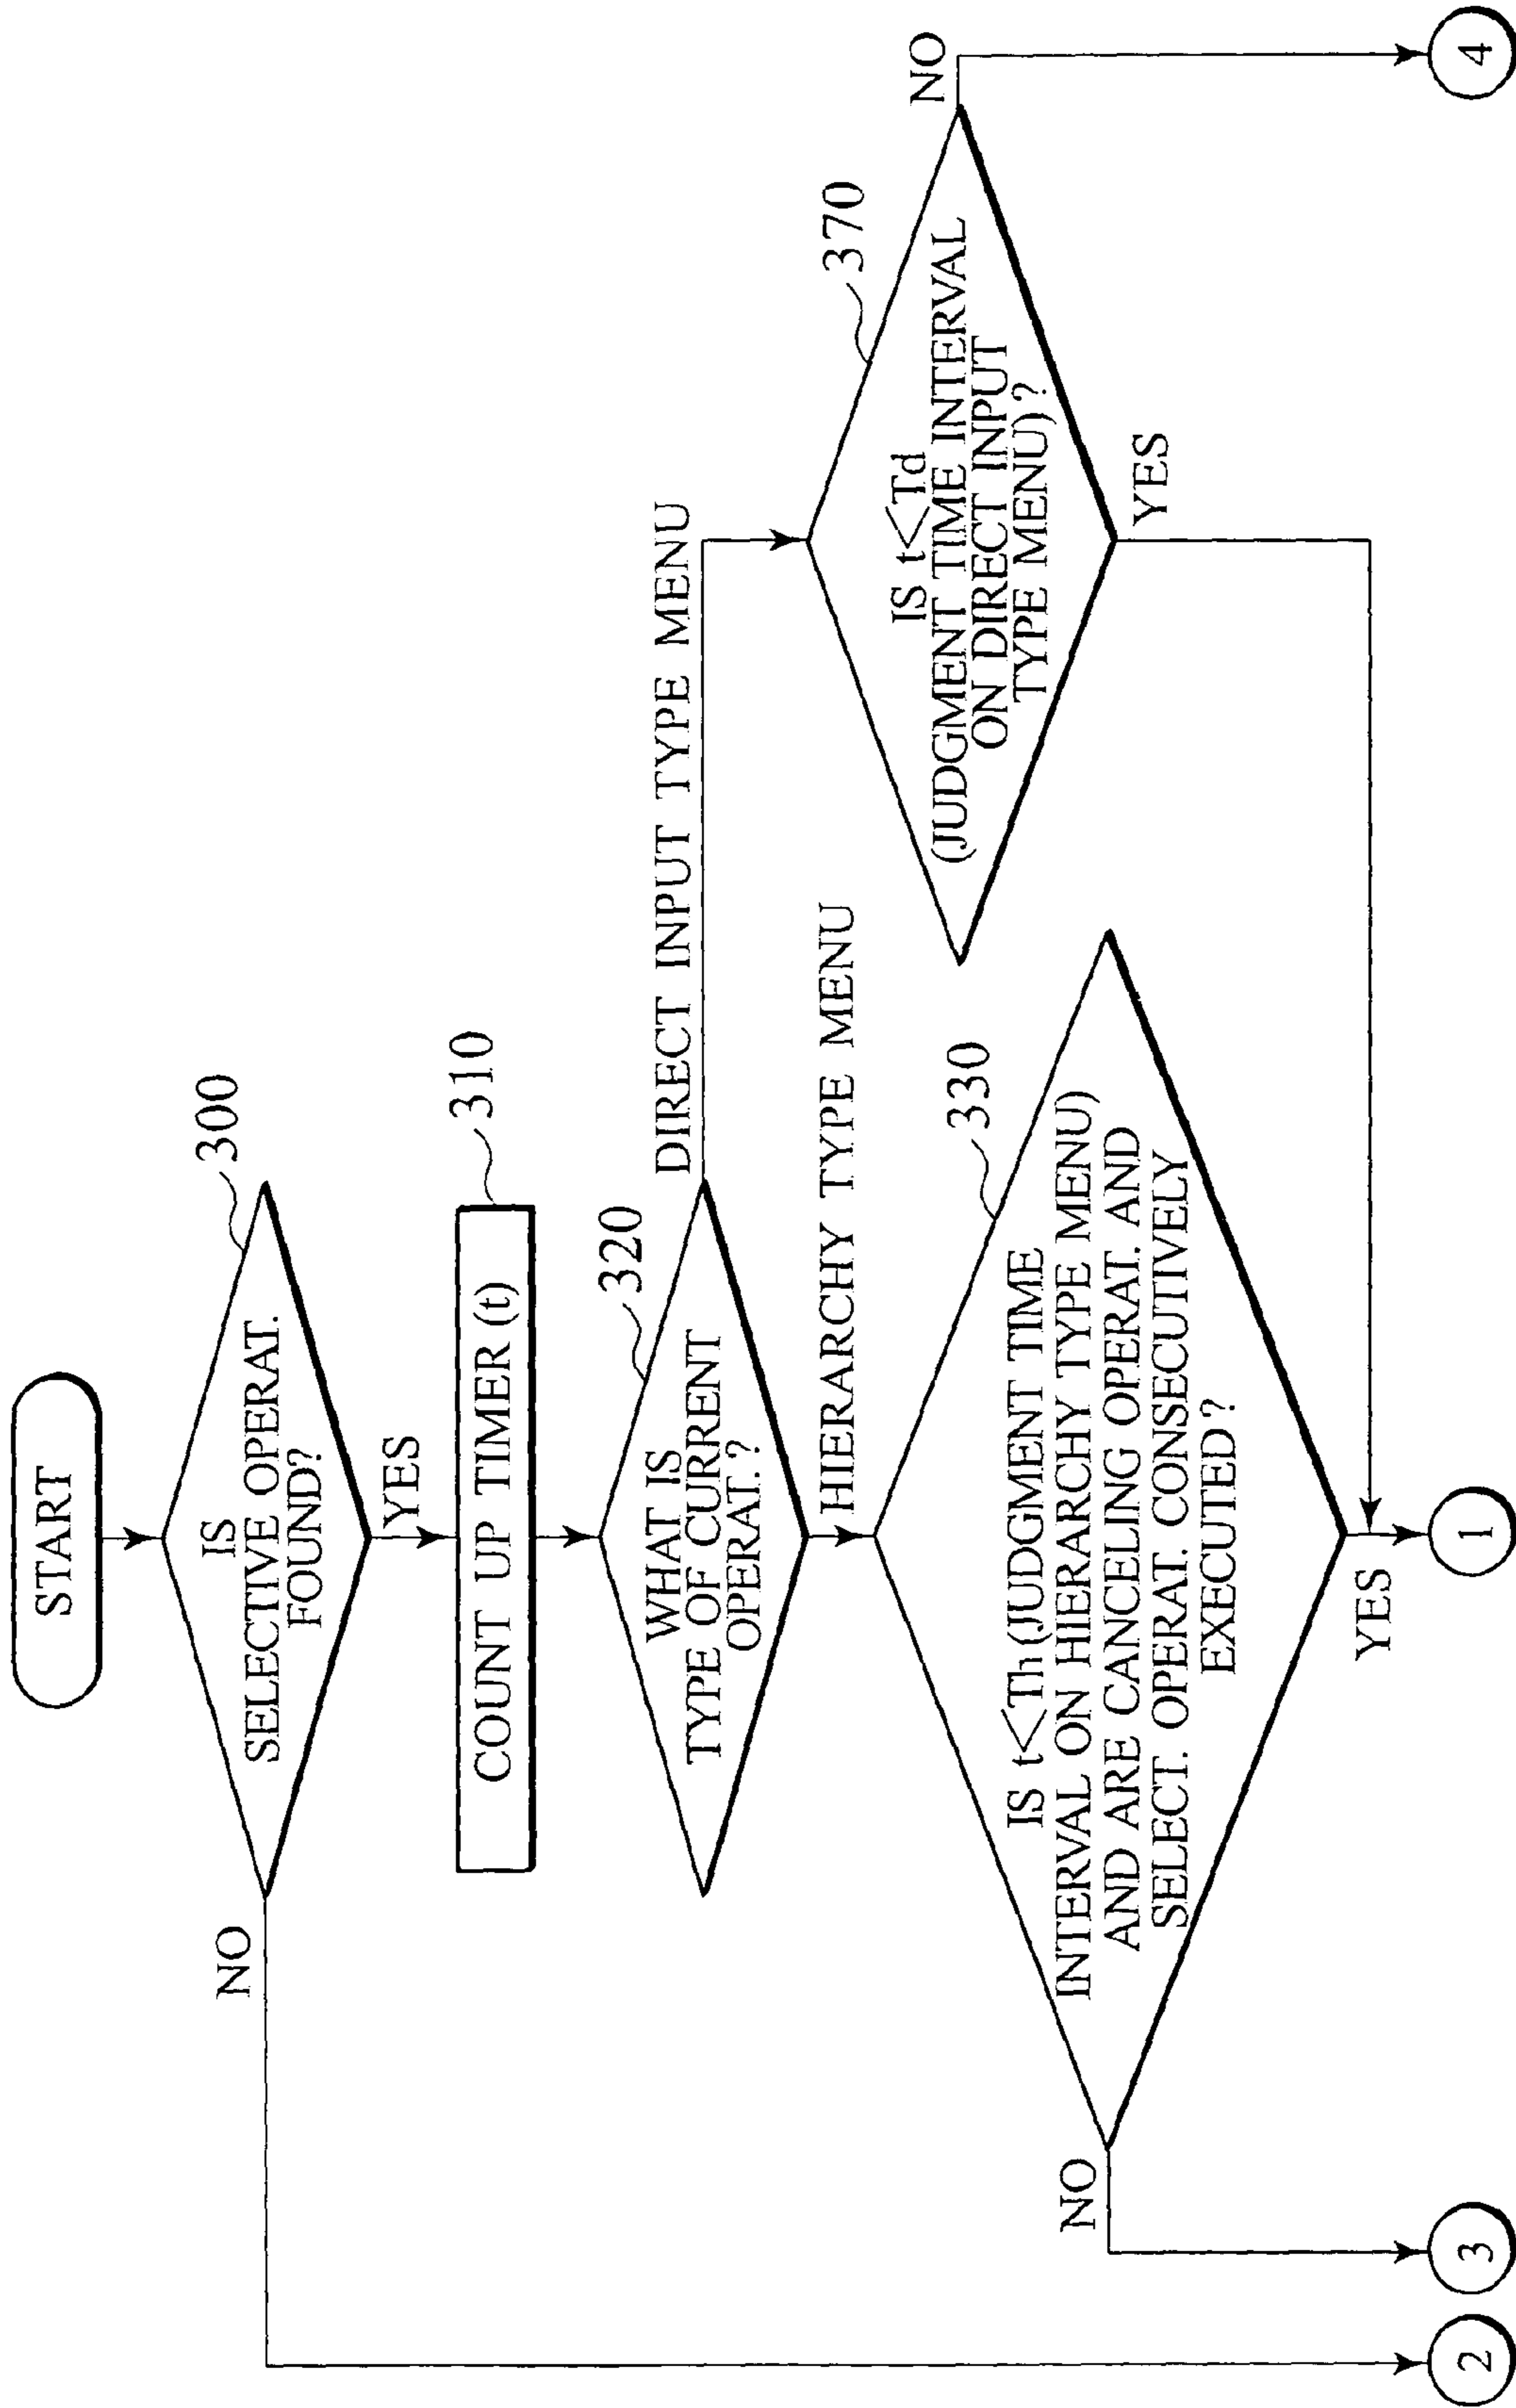 START
300
IS
SELECTIVE OPERAT.
FOUND?
NO
YES
310
COUNT UP TIMER (t)
320
WHAT IS
TYPE OF CURRENT
OPERAT.?
DIRECT INPUT TYPE MENU
HIERARCHY TYPE MENU
330
IS t<Th (JUDGMENT TIME
INTERVAL ON HIERARCHY TYPE MENU)
AND ARE CANCELING OPERAT. AND
SELECT. OPERAT. CONSECUTIVELY
EXECUTED?
NO
YES
370
IS t<Td
(JUDGMENT TIME INTERVAL
ON DIRECT INPUT
TYPE MENU)?
NO
YES
2
3
1
4